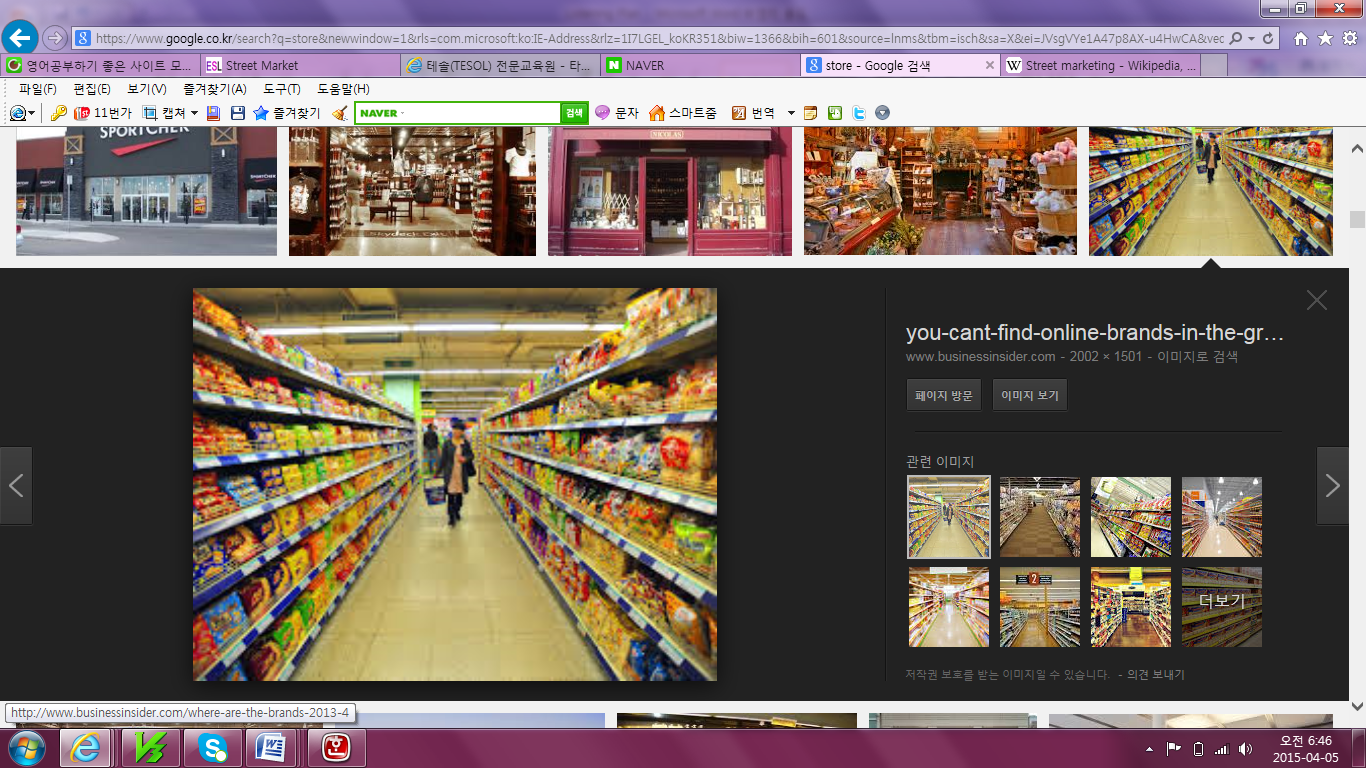 https://www.google.co.kr/search?q=store&newwindow=1&rls=com.microsoft:ko:IE-Address&rlz=1I7LGEL_koKR351&biw=1366&bih=601&source=lnms&tbm=isch&sa=X&ei=JVsgVYe1A47p8AX-u4HwCA&vec
영어공부하기 좋은 사이트 모...
ESL Street Market
테솔(TESOL) 전문교육원 - 타...
NAVER
store - Google 검색
Street marketing - Wikipedia, ...
파일(F) 편집(E) 보기(V) 즐겨찾기(A) 도구(T) 도움말(H)
11번가 캡쳐 즐겨찾기 NAVER 검색 문자 스마트줌 번역
SPORTCHEK
NICOLAS
you-cant-find-online-brands-in-the-gr…
www.businessinsider.com - 2002 × 1501 - 이미지로 검색
페이지 방문 이미지 보기
관련 이미지
2
더보기
저작권 보호를 받는 이미지일 수 있습니다. - 의견 보내기
http://www.businessinsider.com/where-are-the-brands-2013-4
오전 6:46
2015-04-05